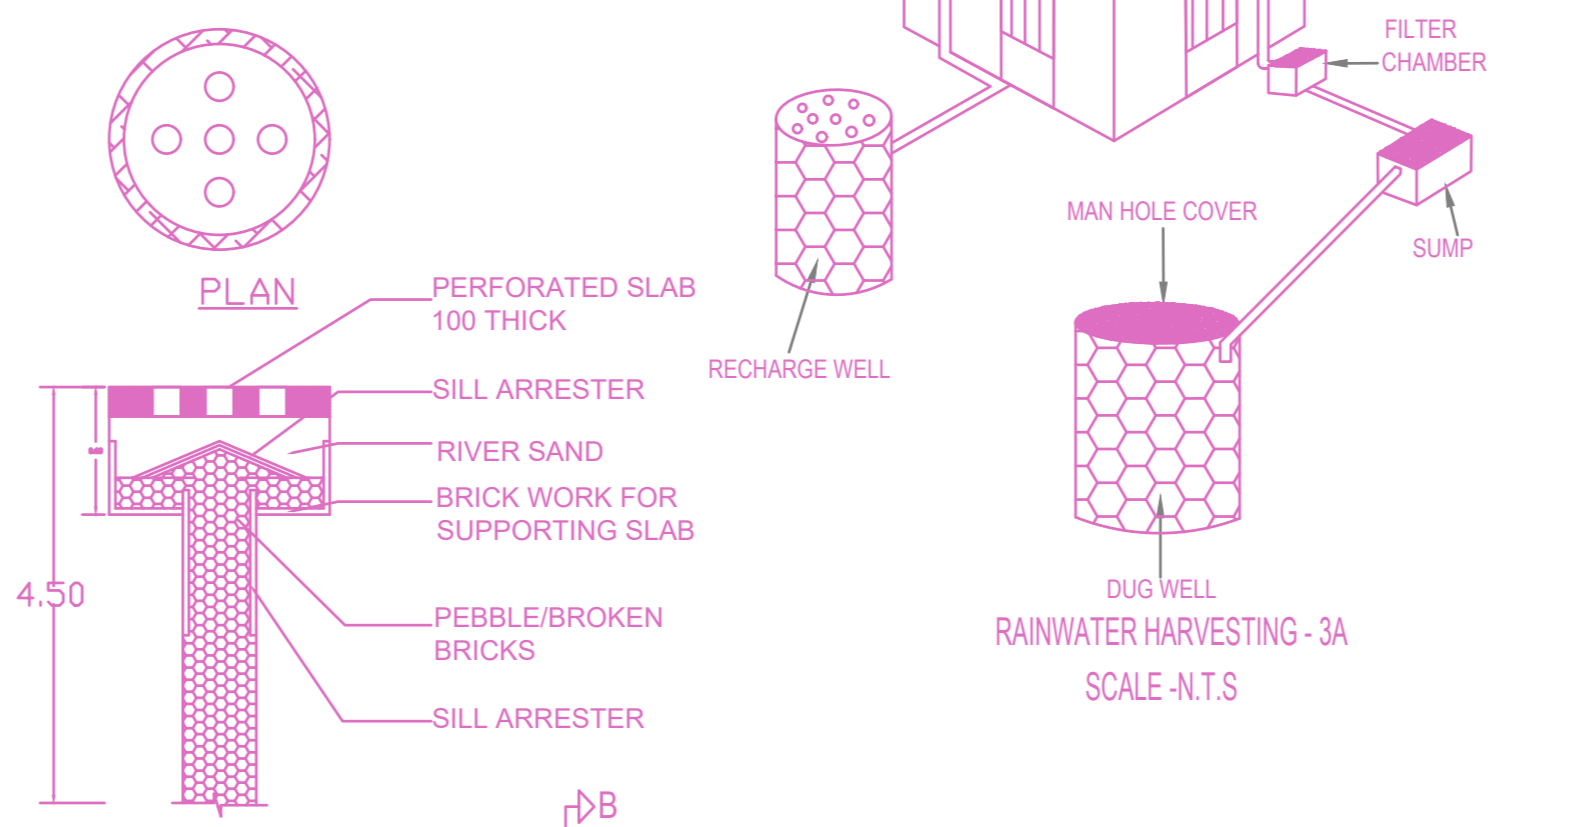 PLAN
PERFORATED SLAB
100 THICK
SILL ARRESTER
RIVER SAND
BRICK WORK FOR
SUPPORTING SLAB
4.50
PEBBLE/BROKEN
BRICKS
SILL ARRESTER
B
FILTER
CHAMBER
SUMP
MAN HOLE COVER
RECHARGE WELL
DUG WELL
RAINWATER HARVESTING - 3A
SCALE -N.T.S